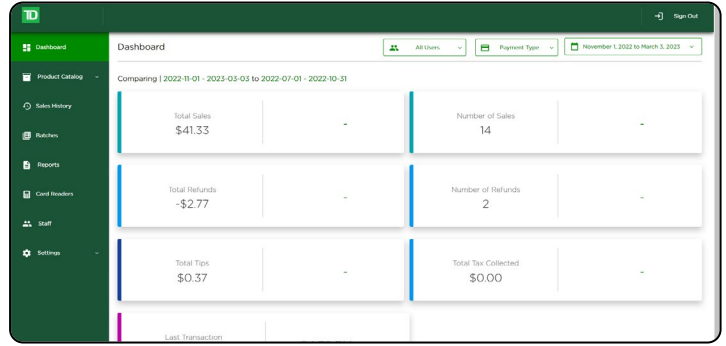 TD
Sign Out
Dashboard
Product Catalog
Sales History
Batches
Reports
Card Readers
Staff
Settings
Dashboard
All Users
Payment Type
November 1, 2022 to March 3, 2023
Comparing | 2022-11-01 - 2023-03-03 to 2022-07-01 - 2022-10-31
Total Sales
$41.33
-
Number of Sales
14
-
Total Refunds
-$2.77
-
Number of Refunds
2
-
Total Tips
$0.37
-
Total Tax Collected
$0.00
-
Last Transaction